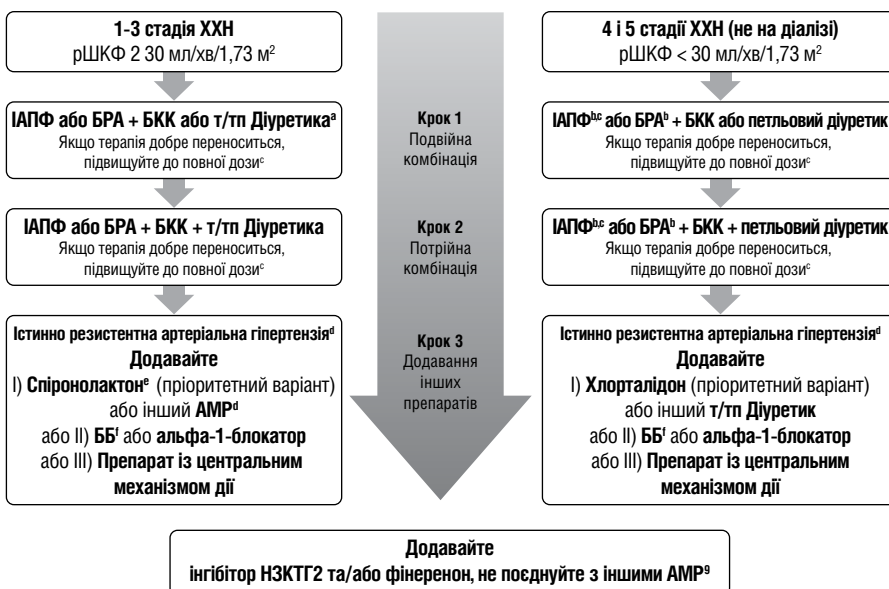 1-3 стадія ХХН
рШКФ 2 30 мл/хв/1,73 м²
ІАПФ або БРА + БКК або т/тп Діуретикаᵃ
Якщо терапія добре переноситься,
підвищуйте до повної дозиᶜ
ІАПФ або БРА + БКК + т/тп Діуретика
Якщо терапія добре переноситься,
підвищуйте до повної дозиᶜ
Істинно резистентна артеріальна гіпертензіяᵈ
Додавайте
І) Спіронолактонᵉ (пріоритетний варіант)
або інший АМРᵈ
або ІІ) ББᶠ або альфа-1-блокатор
або ІІІ) Препарат із центральним
механізмом дії
Крок 1
Подвійна
комбінація
Крок 2
Потрійна
комбінація
Крок 3
Додавання
інших
препаратів
4 і 5 стадії ХХН (не на діалізі)
рШКФ < 30 мл/хв/1,73 м²
ІАПФᵇ,ᶜ або БРАᵇ + БКК або петльовий діуретик
Якщо терапія добре переноситься,
підвищуйте до повної дозиᶜ
ІАПФᵇ,ᶜ або БРАᵇ + БКК + петльовий діуретик
Якщо терапія добре переноситься,
підвищуйте до повної дозиᶜ
Істинно резистентна артеріальна гіпертензіяᵈ
Додавайте
І) Хлорталідон (пріоритетний варіант)
або інший т/тп Діуретик
або ІІ) ББᶠ або альфа-1-блокатор
або ІІІ) Препарат із центральним
механізмом дії
Додавайте
інгібітор НЗКТГ2 та/або фінеренон, не поєднуйте з іншими АМРᵍ